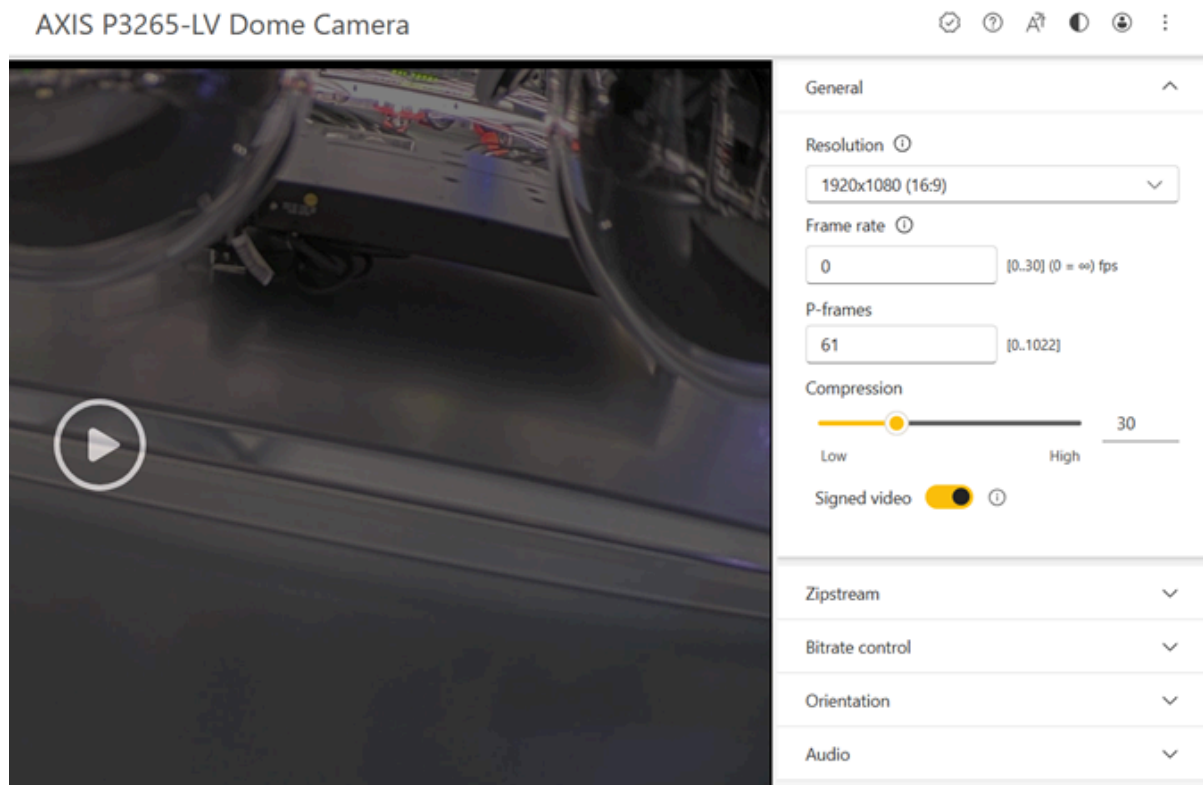 AXIS P3265-LV Dome Camera
General
Resolution
1920x1080 (16:9)
Frame rate
0 [0..30] (0 = ∞) fps
P-frames
61 [0..1022]
Compression
30
Low High
Signed video
Zipstream
Bitrate control
Orientation
Audio